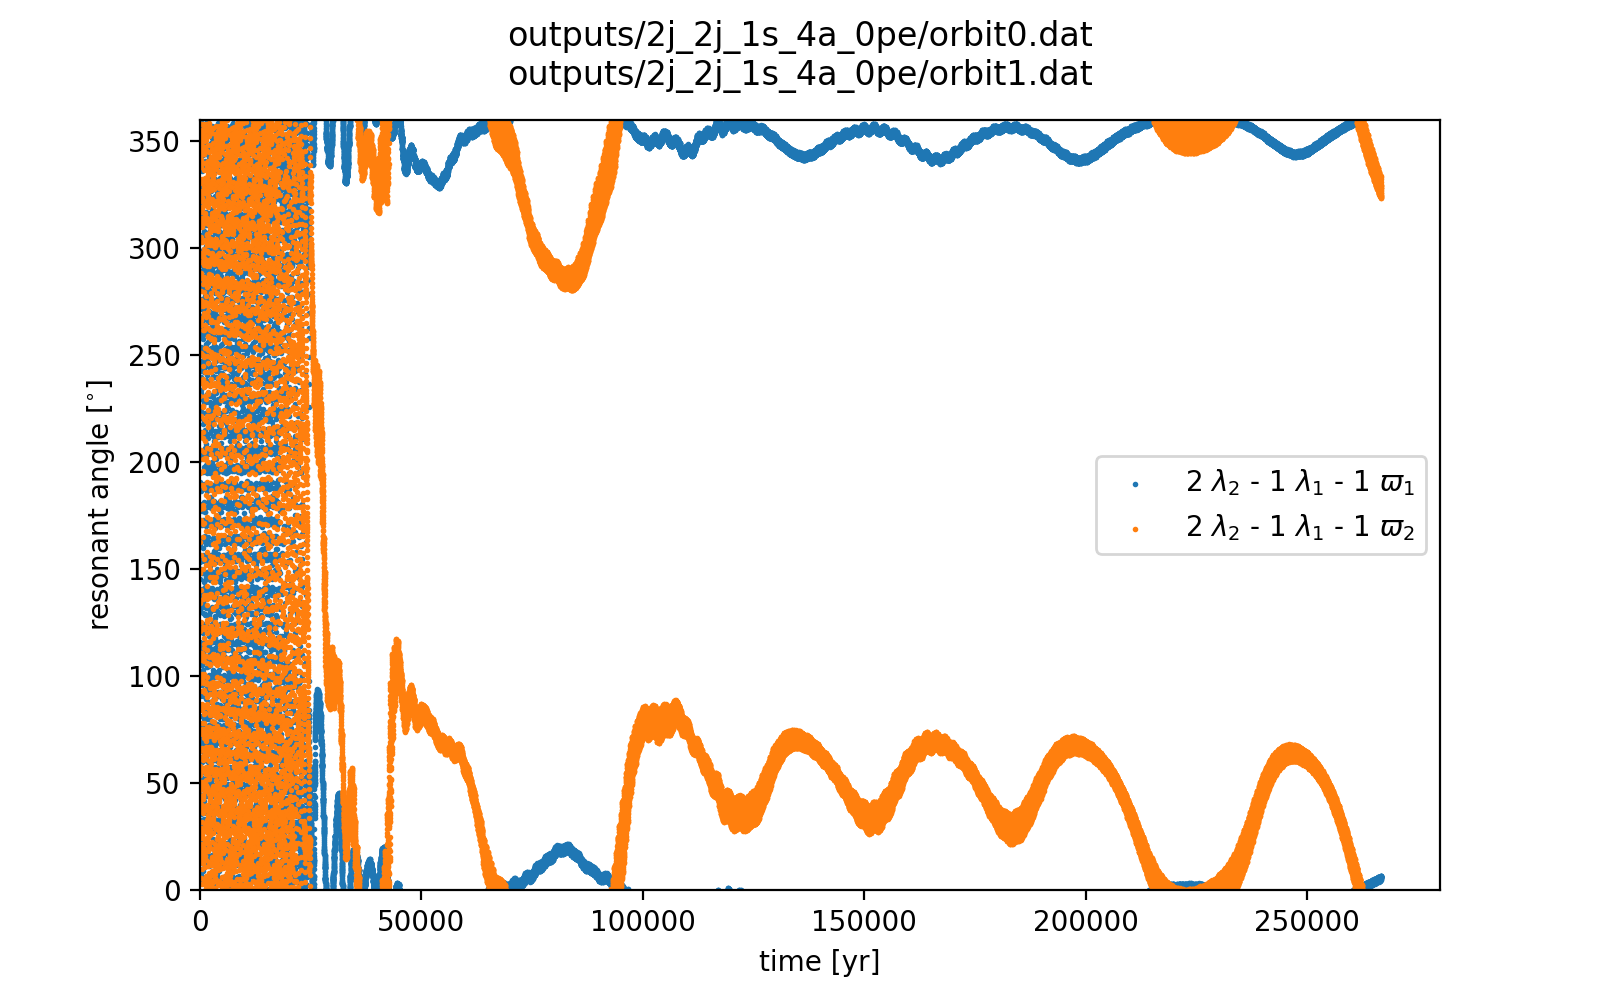 outputs/2j_2j_1s_4a_0pe/orbit0.dat
outputs/2j_2j_1s_4a_0pe/orbit1.dat
350
300
250
200
150
100
50
0
resonant angle [°]
2 λ₂ - 1 λ₁ - 1 ϖ₁
2 λ₂ - 1 λ₁ - 1 ϖ₂
0
50000
100000
150000
200000
250000
time [yr]